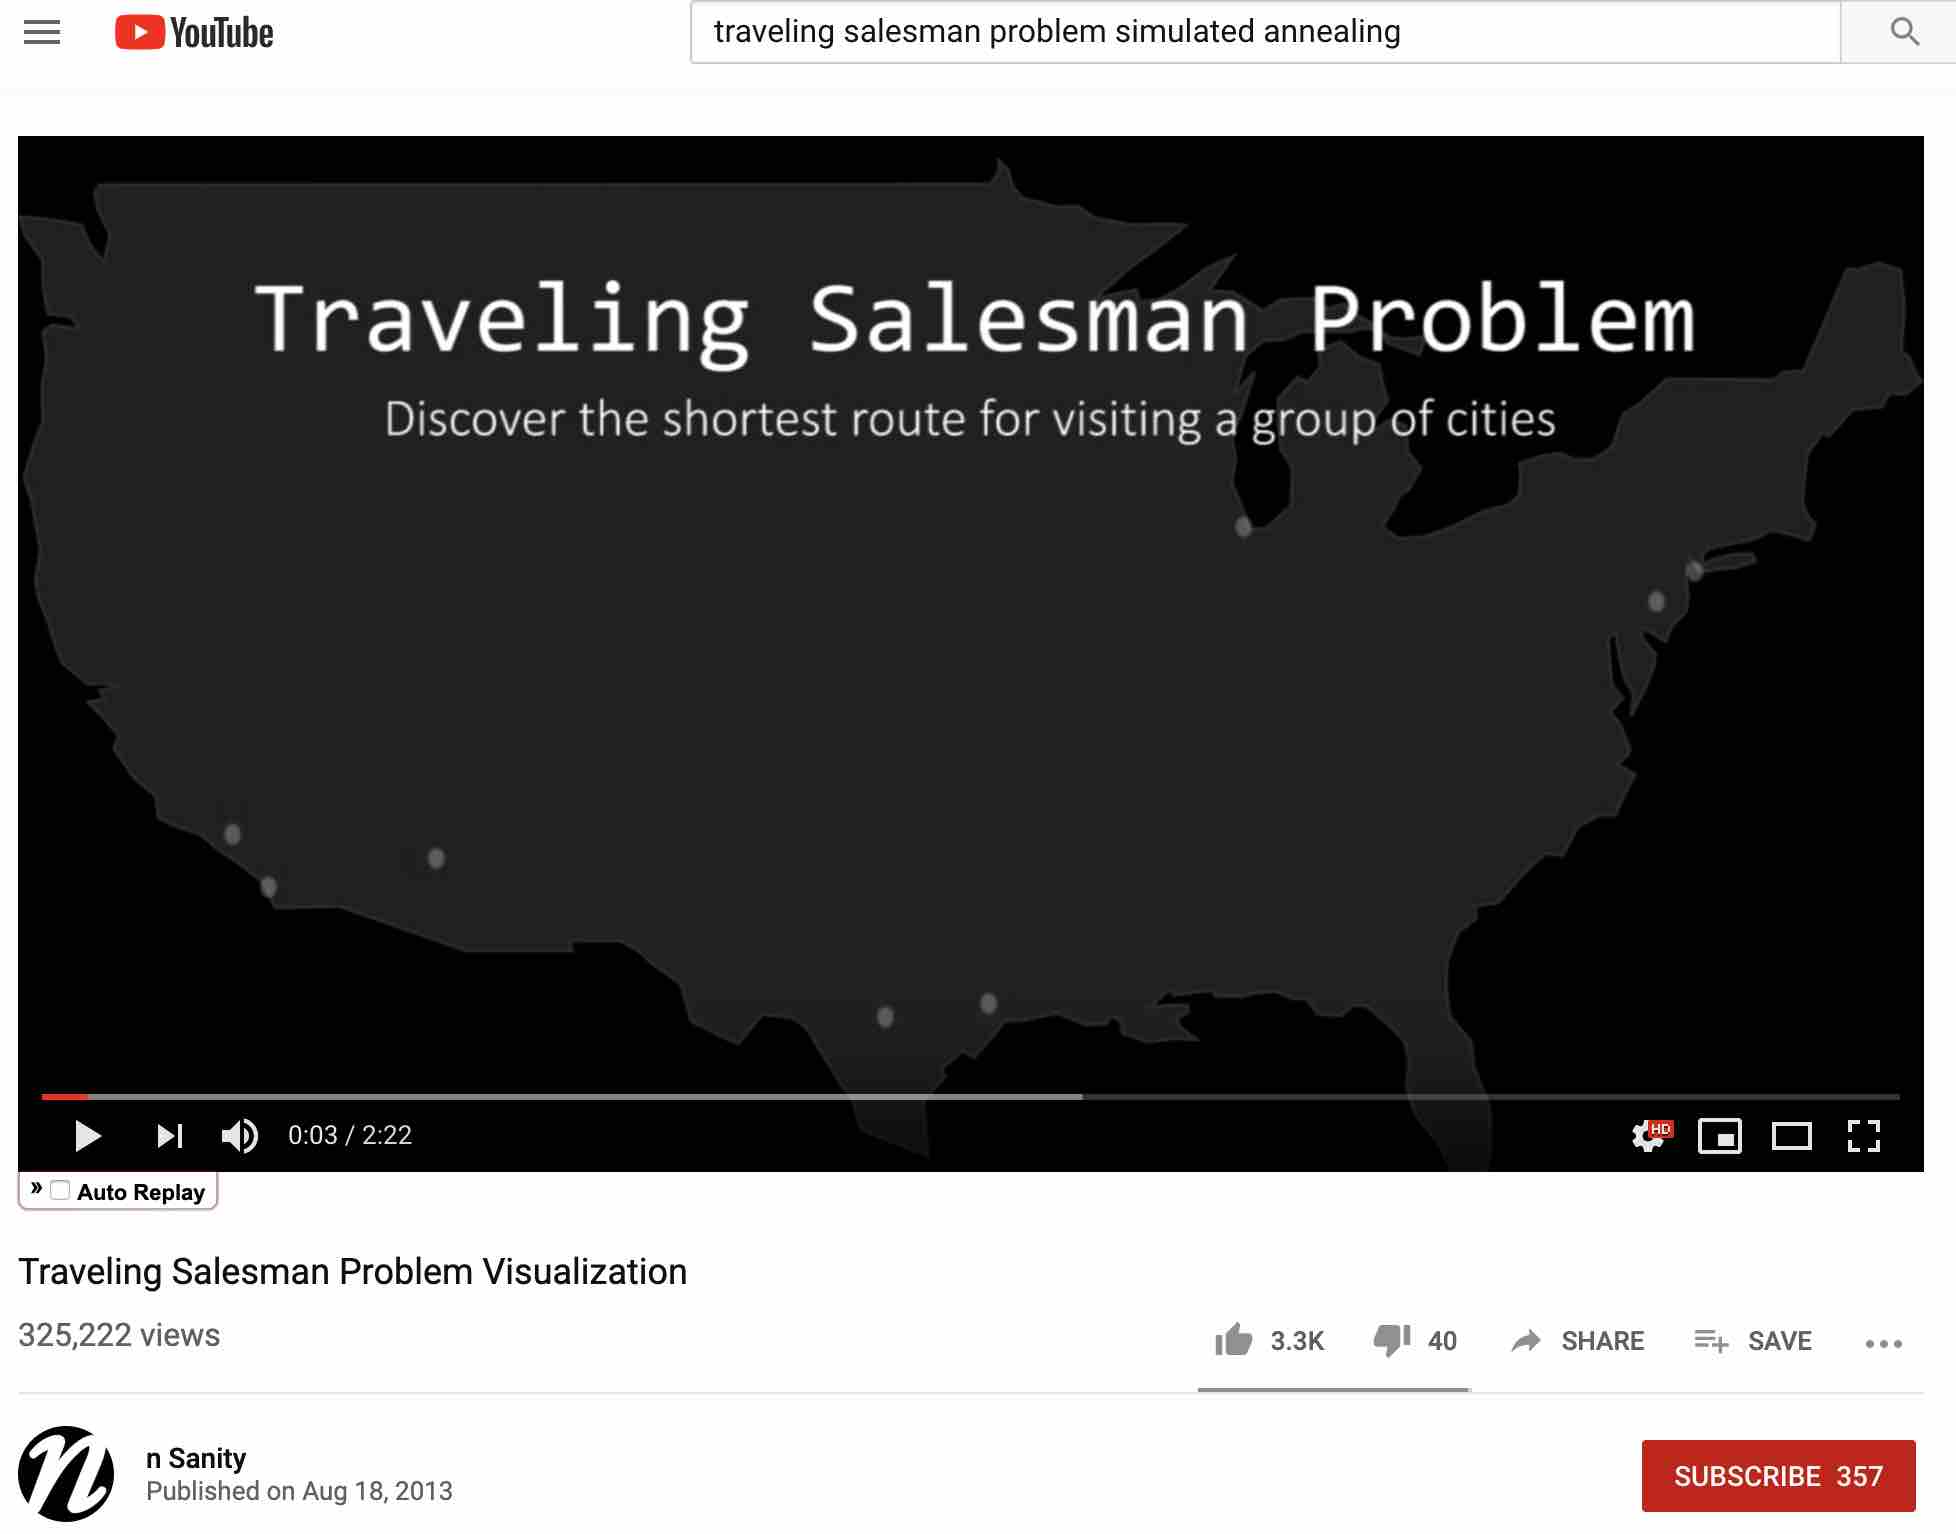 YouTube
traveling salesman problem simulated annealing
Traveling Salesman Problem
Discover the shortest route for visiting a group of cities
0:03 / 2:22
HD
» Auto Replay
Traveling Salesman Problem Visualization
325,222 views
3.3K 40 SHARE SAVE
n
n Sanity
Published on Aug 18, 2013
SUBSCRIBE 357